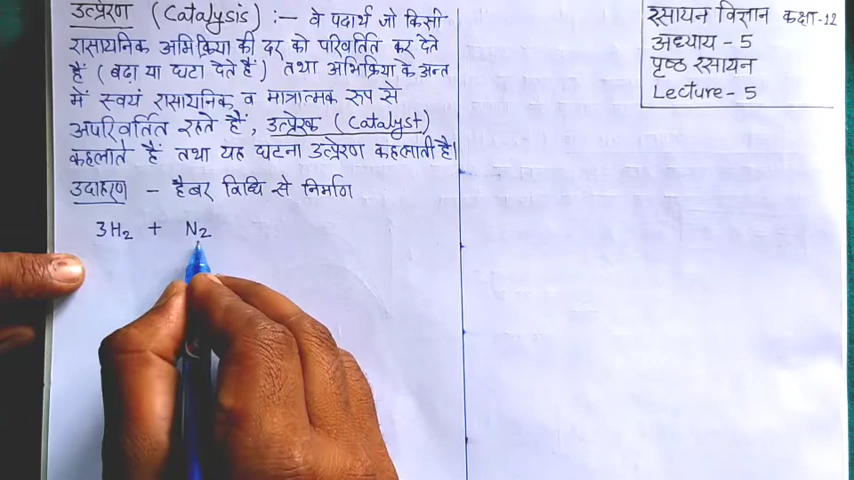 उत्प्रेरण (Catalysis) :- वे पदार्थ जो किसी
रासायनिक अभिक्रिया की दर को परिवर्तित कर देते
हैं (बढ़ा या घटा देते हैं) तथा अभिक्रिया के अन्त
में स्वयं रासायनिक व मात्रात्मक रूप से
अपरिवर्तित रहते हैं, उत्प्रेरक (Catalyst)
कहलाते हैं तथा यह घटना उत्प्रेरण कहलाती है।
उदाहरण - हैबर विधि से निर्माण
3H₂ + N₂
रसायन विज्ञान कक्षा-12
अध्याय - 5
पृष्ठ रसायन
Lecture - 5